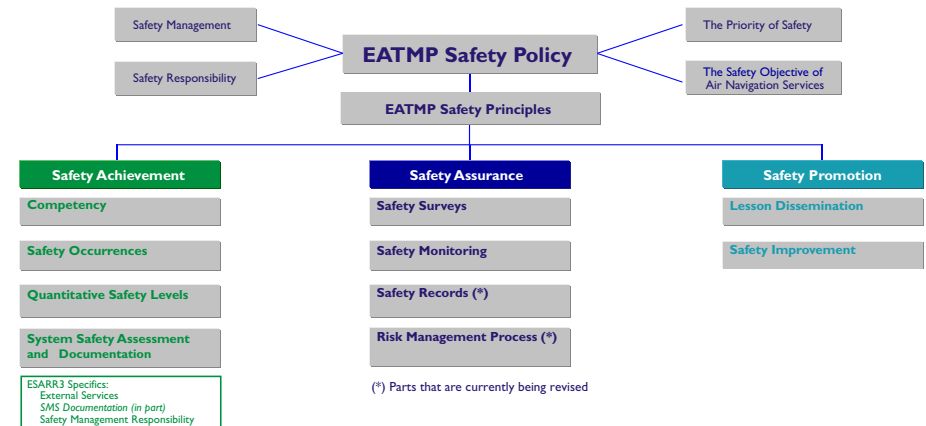 Safety Management
The Priority of Safety
EATMP Safety Policy
Safety Responsibility
The Safety Objective of
Air Navigation Services
EATMP Safety Principles
Safety Achievement
Safety Assurance
Safety Promotion
Competency
Safety Surveys
Lesson Dissemination
Safety Occurrences
Safety Monitoring
Safety Improvement
Quantitative Safety Levels
Safety Records (*)
System Safety Assessment
and Documentation
Risk Management Process (*)
ESARR3 Specifics:
External Services
SMS Documentation (in part)
Safety Management Responsibility
(*) Parts that are currently being revised